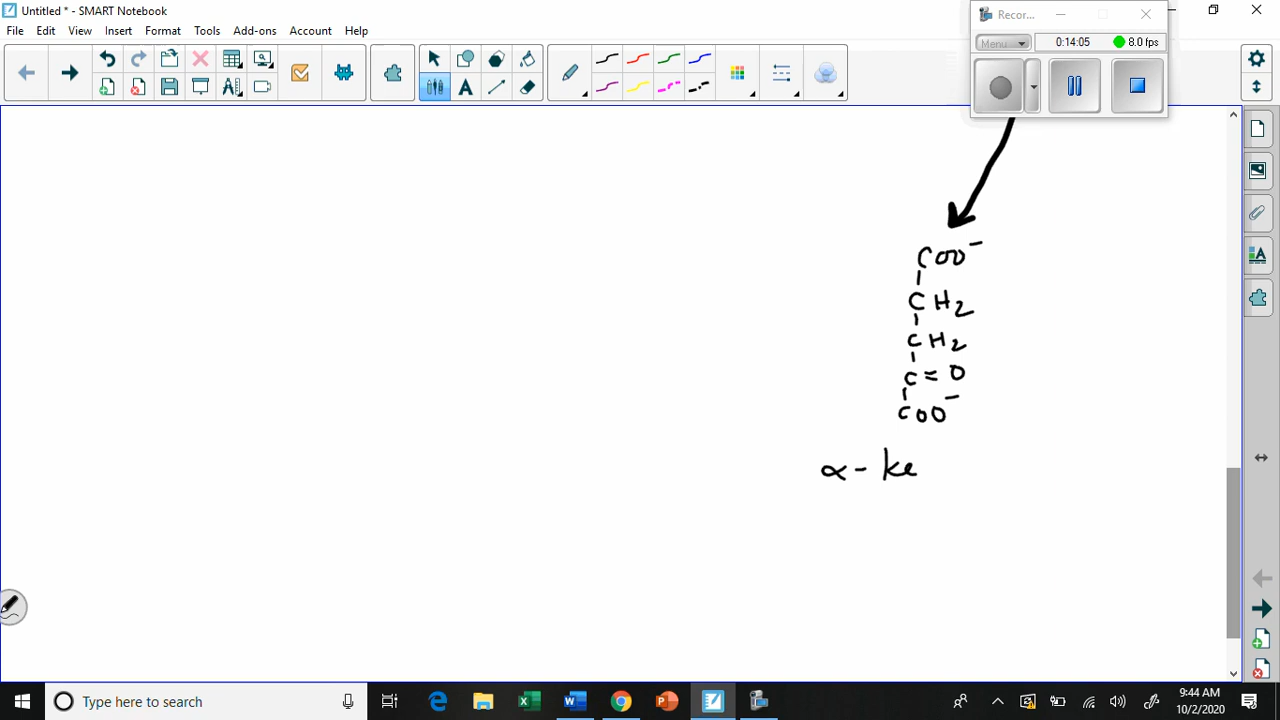 Untitled * - SMART Notebook
File Edit View Insert Format Tools Add-ons Account Help
Recor...
Menu 0:14:05 8.0 fps
COO⁻
CH2
CH2
C=O
COO⁻
α- ke
Type here to search
9:44 AM
10/2/2020